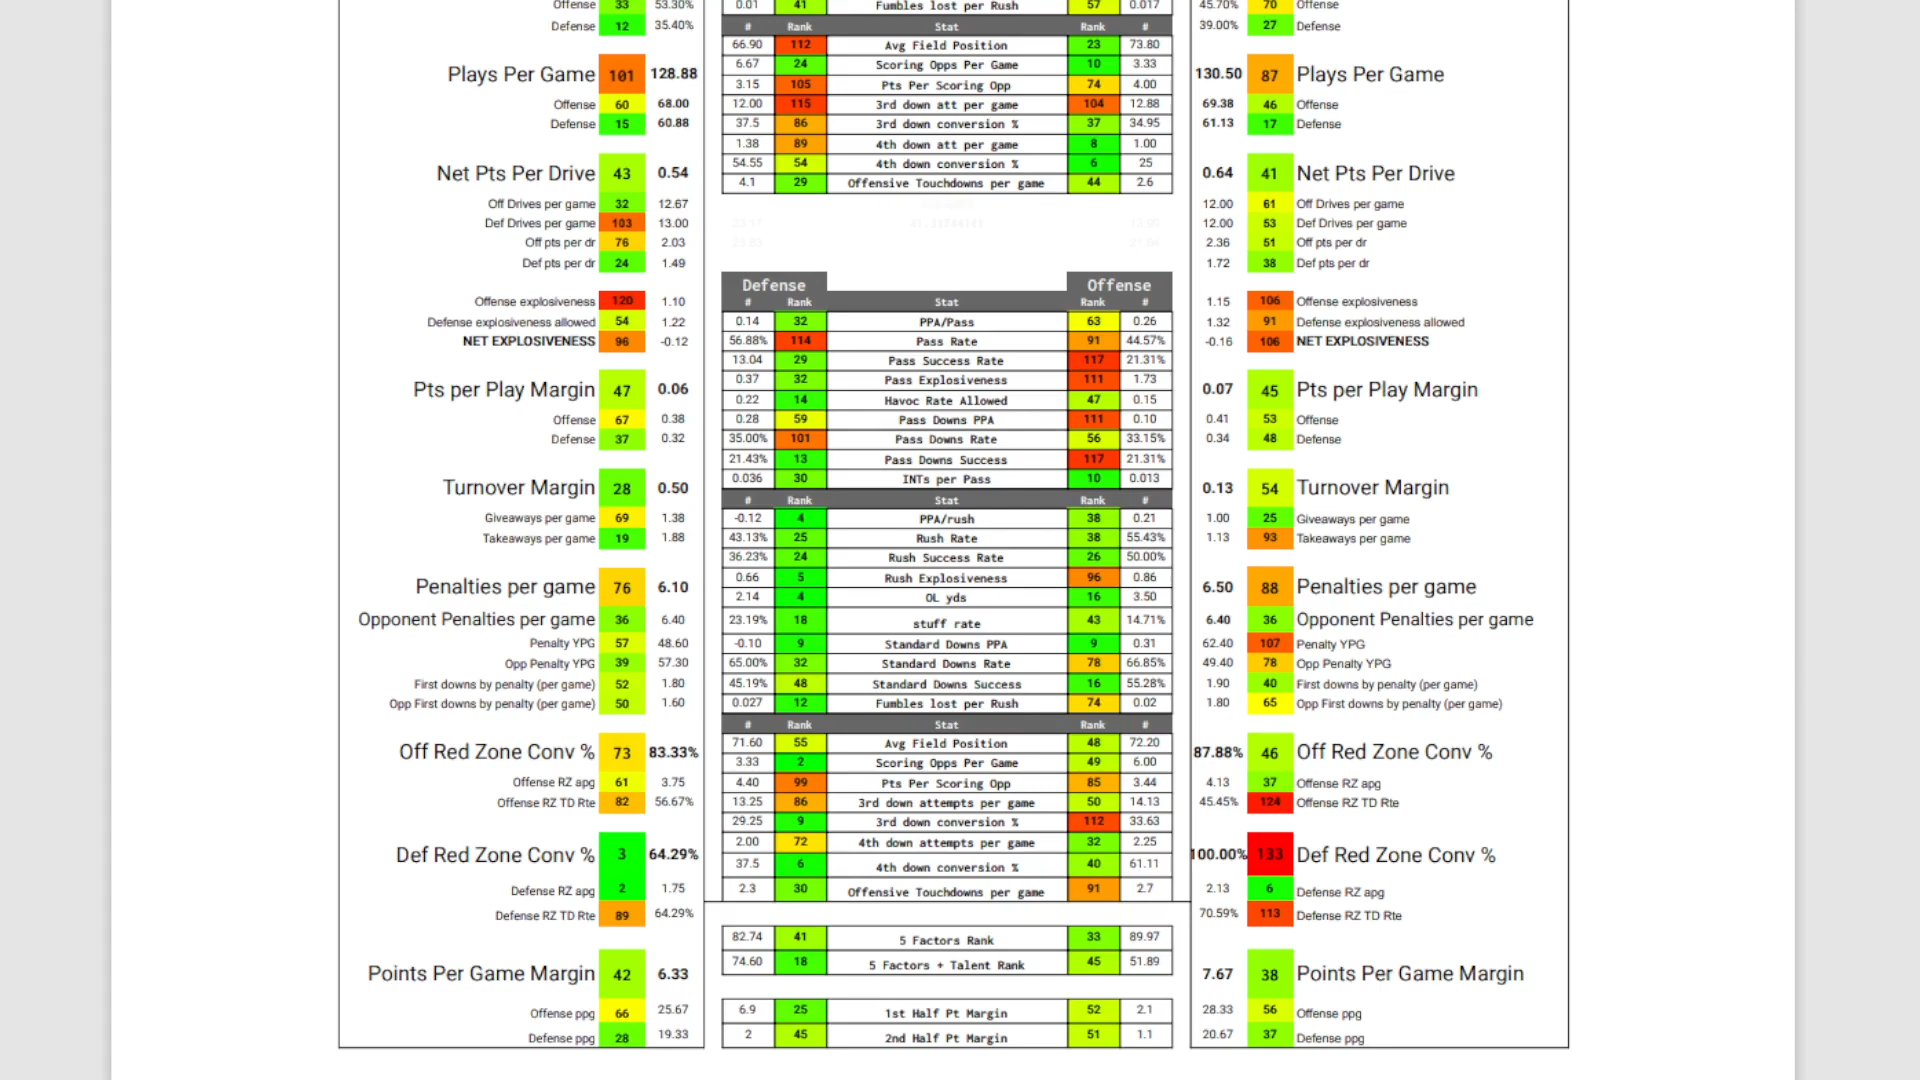 Offense 33 53.30%
Defense 12 35.40%
Plays Per Game 101 128.88
Offense 60 68.00
Defense 15 60.88
Net Pts Per Drive 43 0.54
Off Drives per game 32 12.67
Def Drives per game 103 13.00
Off pts per dr 76 2.03
Def pts per dr 24 1.49
Offense explosiveness 120 1.10
Defense explosiveness allowed 54 1.22
NET EXPLOSIVENESS 96 -0.12
Pts per Play Margin 47 0.06
Offense 67 0.38
Defense 37 0.32
Turnover Margin 28 0.50
Giveaways per game 69 1.38
Takeaways per game 19 1.88
Penalties per game 76 6.10
Opponent Penalties per game 36 6.40
Penalty YPG 57 48.60
Opp Penalty YPG 39 57.30
First downs by penalty (per game) 52 1.80
Opp First downs by penalty (per game) 50 1.60
Off Red Zone Conv % 73 83.33%
Offense RZ apg 61 3.75
Offense RZ TD Rte 82 56.67%
Def Red Zone Conv % 3 64.29%
Defense RZ apg 2 1.75
Defense RZ TD Rte 89 64.29%
Points Per Game Margin 42 6.33
Offense ppg 66 25.67
Defense ppg 28 19.33
0.01 41 Fumbles lost per Rush 57 0.017
# Rank Stat Rank #
66.90 112 Avg Field Position 23 73.80
6.67 24 Scoring Opps Per Game 10 3.33
3.15 105 Pts Per Scoring Opp 74 4.00
12.00 115 3rd down att per game 104 12.88
37.5 86 3rd down conversion % 37 34.95
1.38 89 4th down att per game 8 1.00
54.55 54 4th down conversion % 6 25
4.1 29 Offensive Touchdowns per game 44 2.6
Defense Offense
# Rank Stat Rank #
0.14 32 PPA/Pass 63 0.26
56.88% 114 Pass Rate 91 44.57%
13.04 29 Pass Success Rate 117 21.31%
0.37 32 Pass Explosiveness 111 1.73
0.22 14 Havoc Rate Allowed 47 0.15
0.28 59 Pass Downs PPA 111 0.10
35.00% 101 Pass Downs Rate 56 33.15%
21.43% 13 Pass Downs Success 117 21.31%
0.036 30 INTs per Pass 10 0.013
# Rank Stat Rank #
-0.12 4 PPA/rush 38 0.21
43.13% 25 Rush Rate 38 55.43%
36.23% 24 Rush Success Rate 26 50.00%
0.66 5 Rush Explosiveness 96 0.86
2.14 4 OL yds 16 3.50
23.19% 18 stuff rate 43 14.71%
-0.10 9 Standard Downs PPA 9 0.31
65.00% 32 Standard Downs Rate 78 66.85%
45.19% 48 Standard Downs Success 16 55.28%
0.027 12 Fumbles lost per Rush 74 0.02
# Rank Stat Rank #
71.60 55 Avg Field Position 48 72.20
3.33 2 Scoring Opps Per Game 49 6.00
4.40 99 Pts Per Scoring Opp 85 3.44
13.25 86 3rd down attempts per game 50 14.13
29.25 9 3rd down conversion % 112 33.63
2.00 72 4th down attempts per game 32 2.25
37.5 6 4th down conversion % 40 61.11
2.3 30 Offensive Touchdowns per game 91 2.7
82.74 41 5 Factors Rank 33 89.97
74.60 18 5 Factors + Talent Rank 45 51.89
6.9 25 1st Half Pt Margin 52 2.1
2 45 2nd Half Pt Margin 51 1.1
45.70% 70 Offense
39.00% 27 Defense
130.50 87 Plays Per Game
69.38 46 Offense
61.13 17 Defense
0.64 41 Net Pts Per Drive
12.00 61 Off Drives per game
12.00 53 Def Drives per game
2.36 51 Off pts per dr
1.72 38 Def pts per dr
1.15 106 Offense explosiveness
1.32 91 Defense explosiveness allowed
-0.16 106 NET EXPLOSIVENESS
0.07 45 Pts per Play Margin
0.41 53 Offense
0.34 48 Defense
0.13 54 Turnover Margin
1.00 25 Giveaways per game
1.13 93 Takeaways per game
6.50 88 Penalties per game
6.40 36 Opponent Penalties per game
62.40 107 Penalty YPG
49.40 78 Opp Penalty YPG
1.90 40 First downs by penalty (per game)
1.80 65 Opp First downs by penalty (per game)
87.88% 46 Off Red Zone Conv %
4.13 37 Offense RZ apg
45.45% 124 Offense RZ TD Rte
100.00% 133 Def Red Zone Conv %
2.13 6 Defense RZ apg
70.59% 113 Defense RZ TD Rte
7.67 38 Points Per Game Margin
28.33 56 Offense ppg
20.67 37 Defense ppg